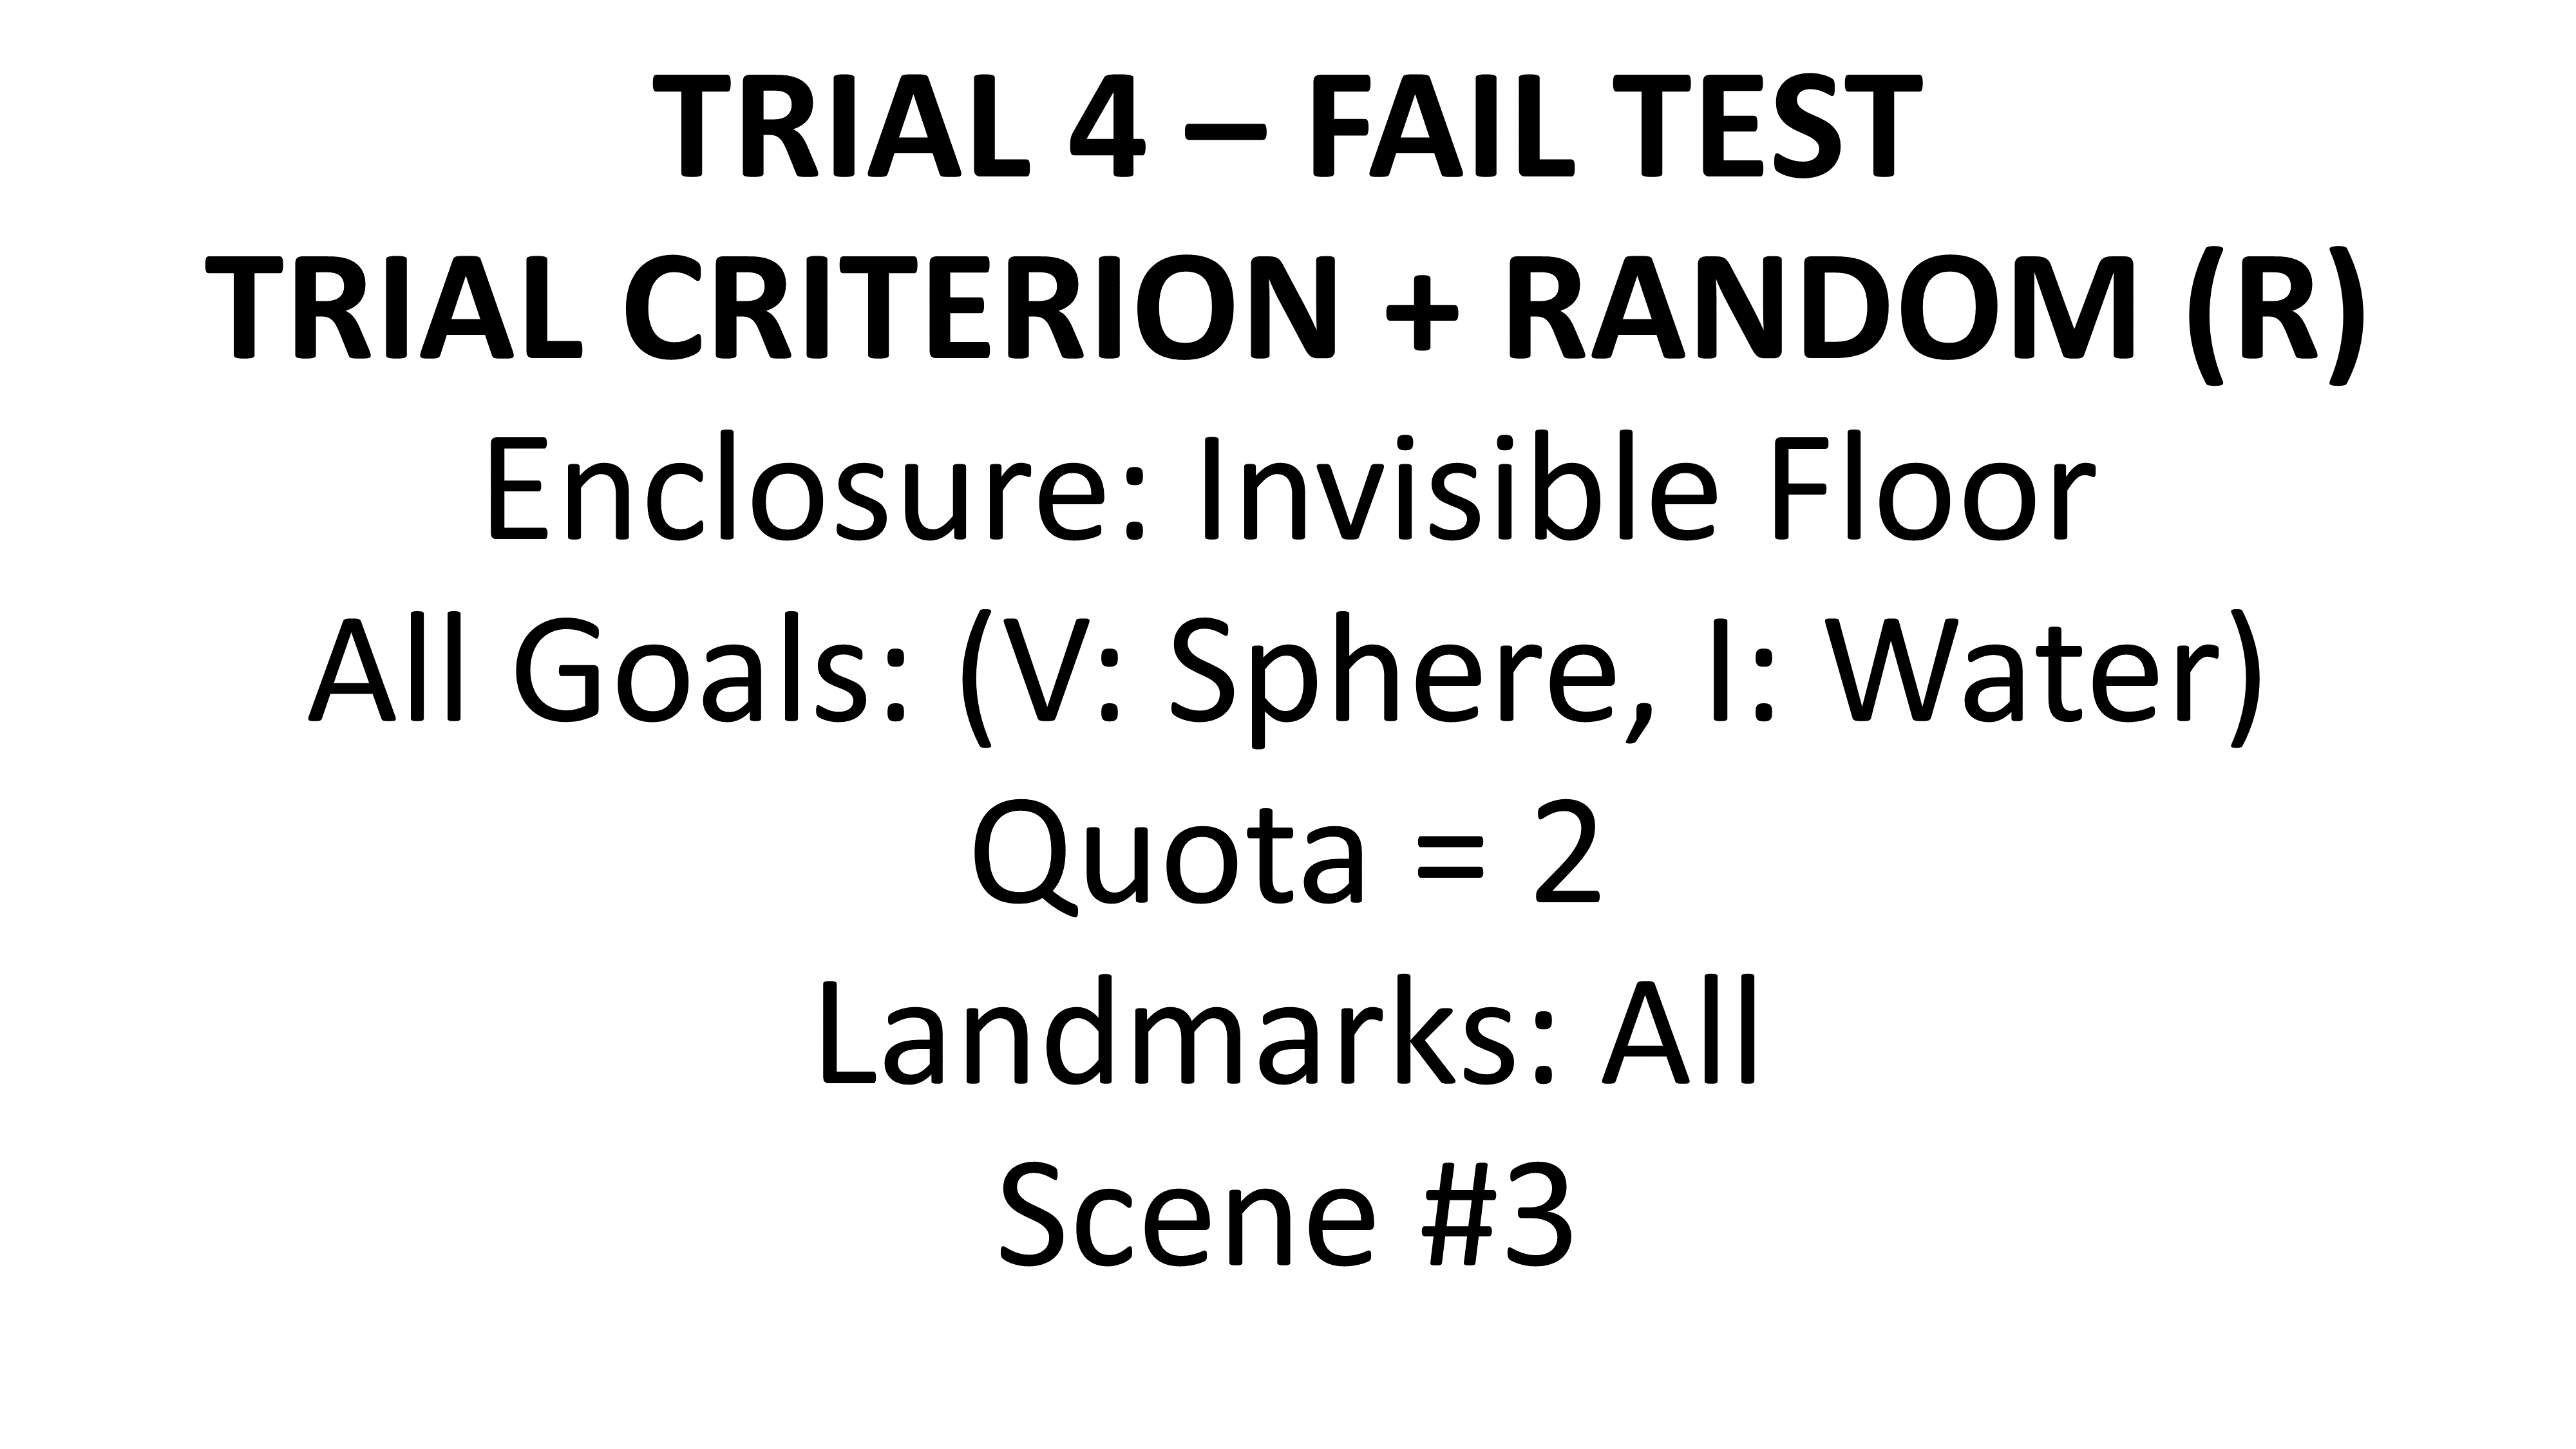 TRIAL 4 – FAIL TEST
TRIAL CRITERION + RANDOM (R)
Enclosure: Invisible Floor
All Goals: (V: Sphere, I: Water)
Quota = 2
Landmarks: All
Scene #3